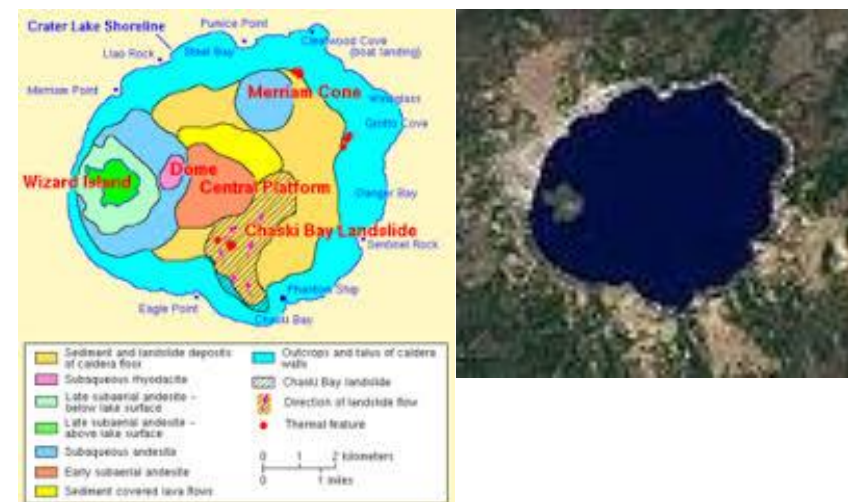 Crater Lake Shoreline
Pumice Point
Cleetwood Cove
(boat landing)
Llao Rock
Steel Bay
Merriam Point
Merriam Cone
Wineglass
Grotto Cove
Dome
Wizard Island
Central Platform
Danger Bay
Chaski Bay Landslide
Sentinel Rock
Phantom Ship
Eagle Point
Chaski Bay
Sediment and landslide deposits
of caldera floor
Subaqueous rhyodacite
Late subaerial andesite -
below lake surface
Late subaerial andesite -
above lake surface
Subaqueous andesite
Early subaerial andesite
Sediment covered lava flows
Outcrops and talus of caldera
walls
Chaski Bay landslide
Direction of landslide flow
Thermal feature
0 1 2 kilometers
0 1 miles